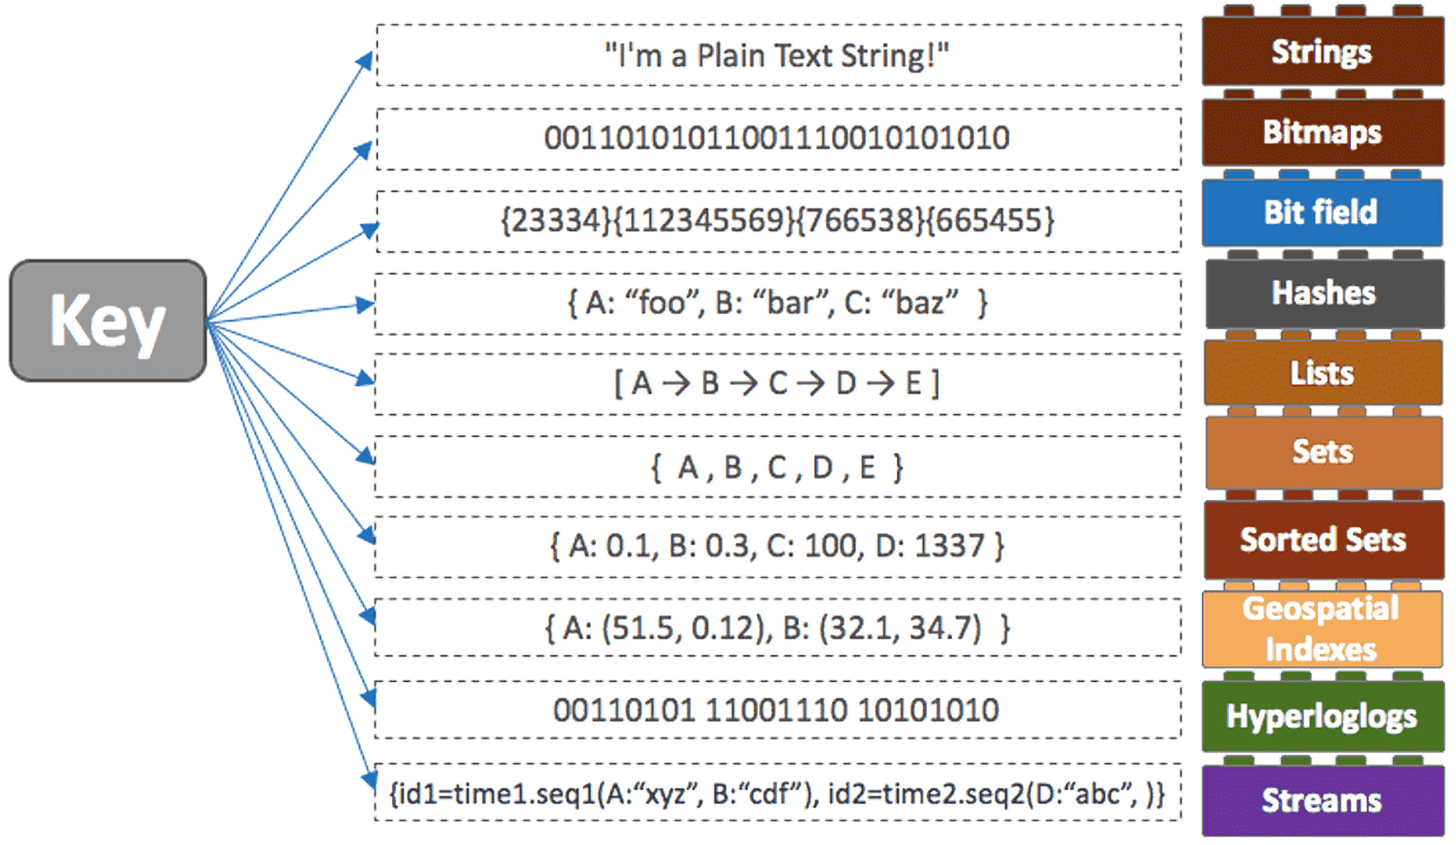 "I'm a Plain Text String!"
Strings
00110101011001110010101010
Bitmaps
{23334}{112345569}{766538}{665455}
Bit field
Key
{ A: “foo”, B: “bar”, C: “baz” }
Hashes
[ A → B → C → D → E ]
Lists
{ A , B , C , D , E }
Sets
{ A: 0.1, B: 0.3, C: 100, D: 1337 }
Sorted Sets
{ A: (51.5, 0.12), B: (32.1, 34.7) }
Geospatial
Indexes
00110101 11001110 10101010
Hyperloglogs
{id1=time1.seq1(A:“xyz”, B:“cdf”), id2=time2.seq2(D:“abc”, )}
Streams